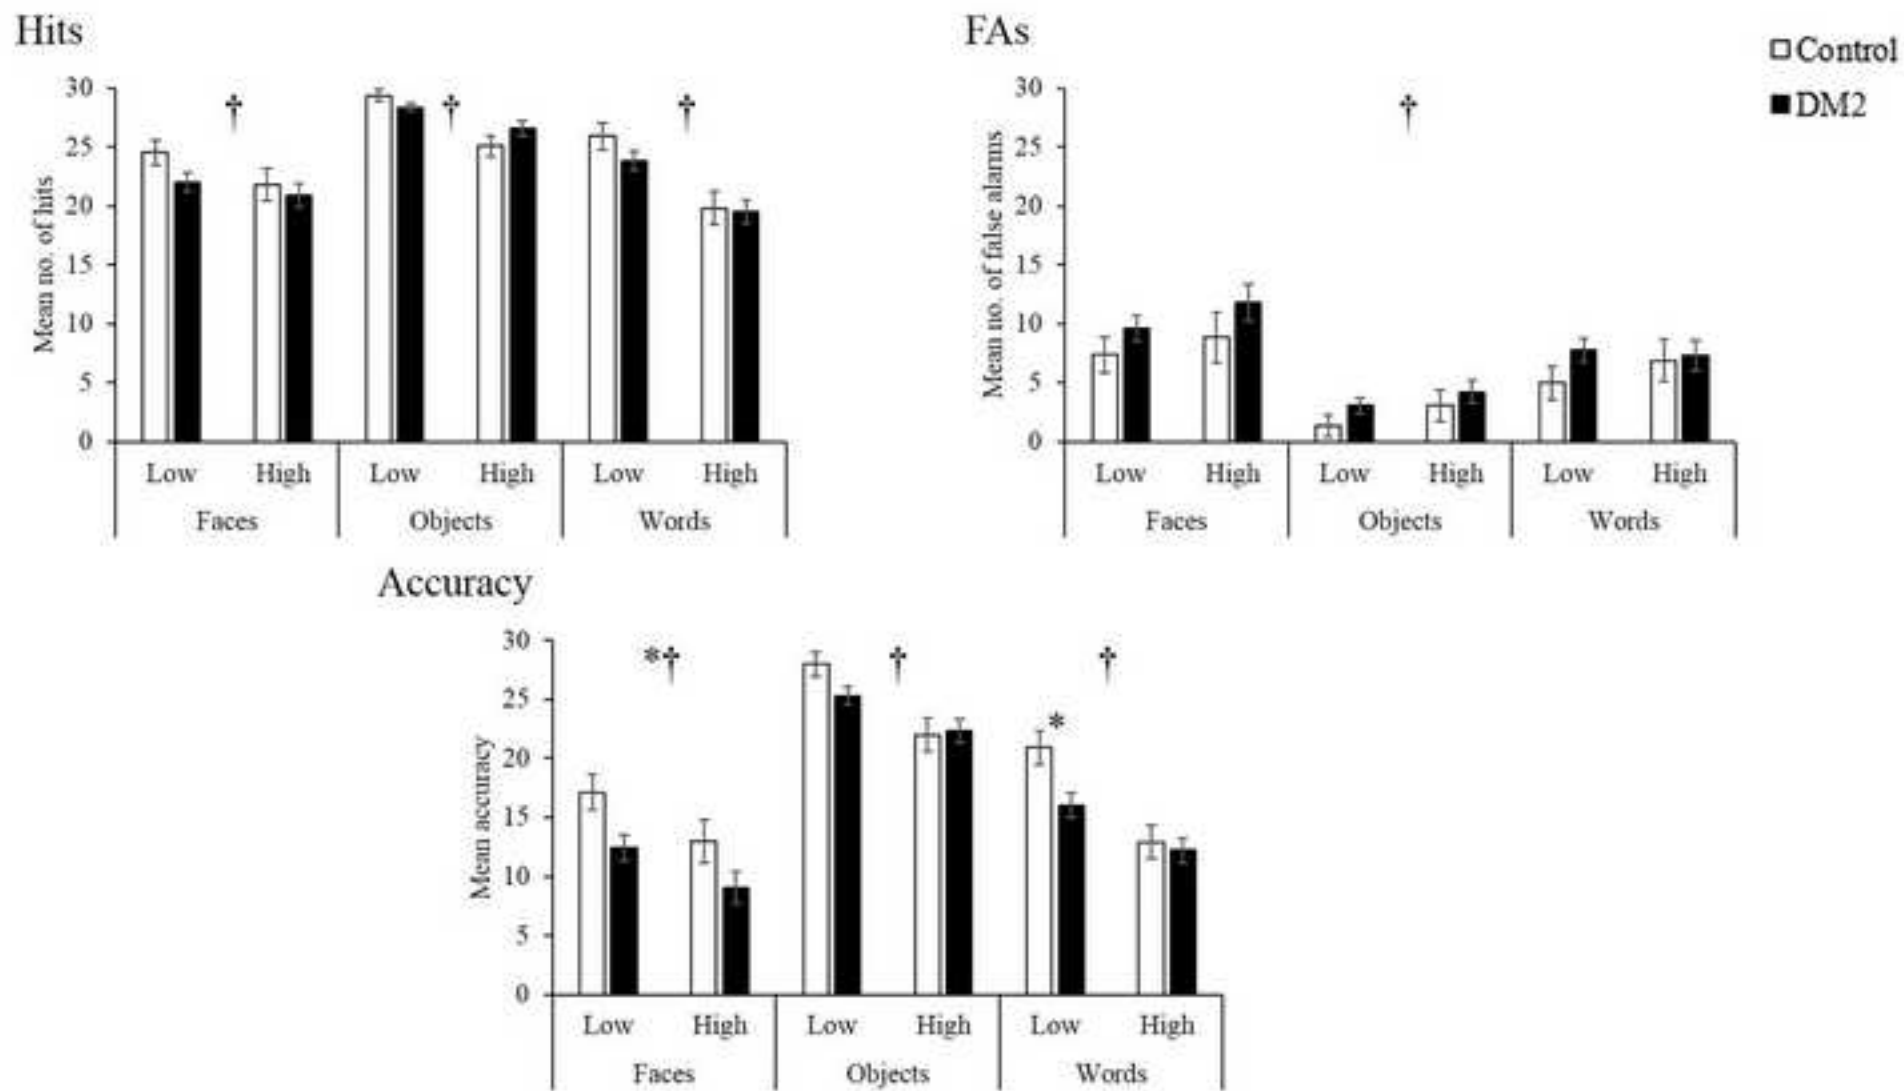 Hits
Mean no. of hits
30
25
20
15
10
5
0
† † †
Low High Low High Low High
Faces Objects Words
FAs
Mean no. of false alarms
30
25
20
15
10
5
0
†
Low High Low High Low High
Faces Objects Words
Control
DM2
Accuracy
Mean accuracy
30
25
20
15
10
5
0
*† † †
*
Low High Low High Low High
Faces Objects Words